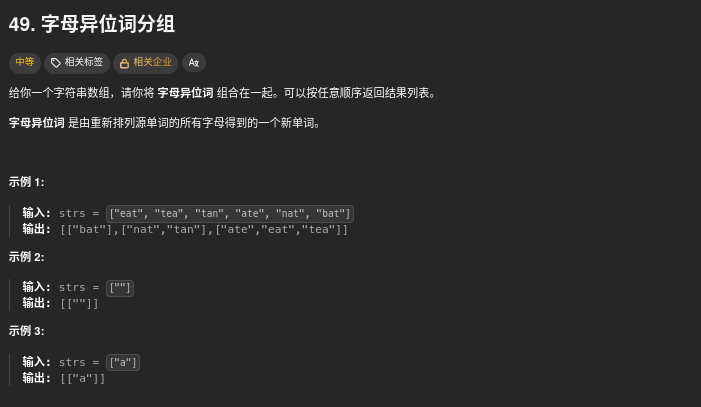 49. 字母异位词分组
中等 相关标签 相关企业 Aあ
给你一个字符串数组，请你将 字母异位词 组合在一起。可以按任意顺序返回结果列表。
字母异位词 是由重新排列源单词的所有字母得到的一个新单词。
示例 1:
输入: strs = ["eat", "tea", "tan", "ate", "nat", "bat"]
输出: [["bat"],["nat","tan"],["ate","eat","tea"]]
示例 2:
输入: strs = [""]
输出: [[""]]
示例 3:
输入: strs = ["a"]
输出: [["a"]]